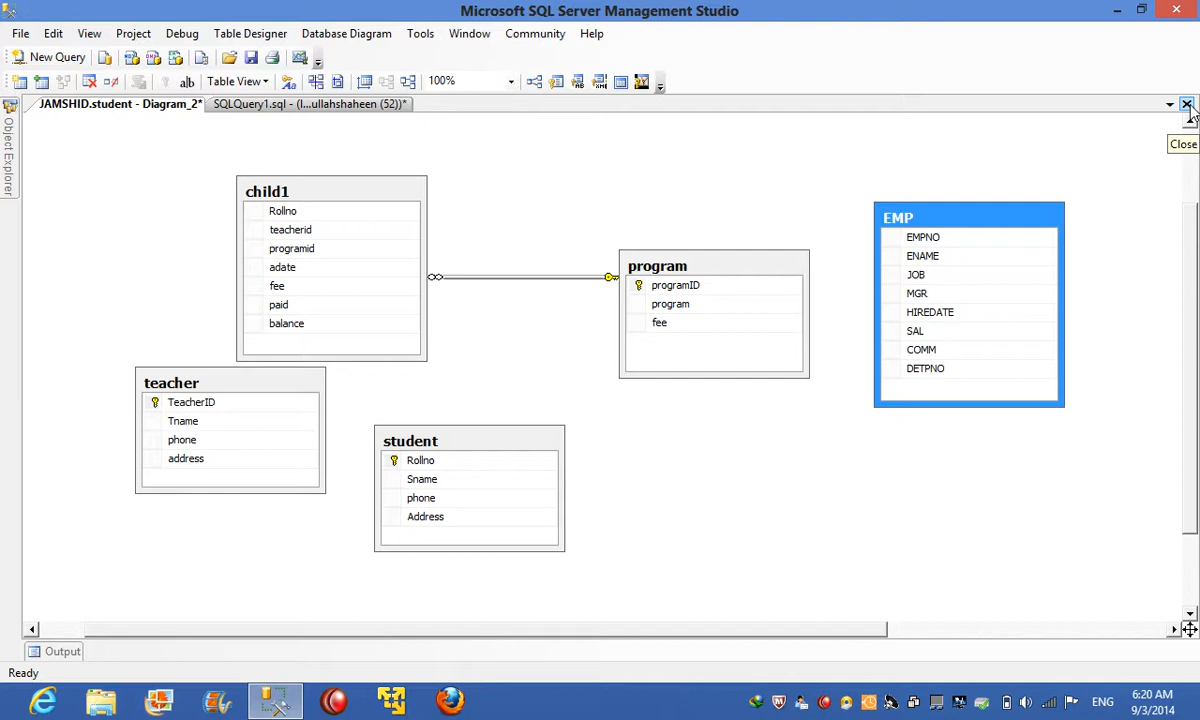 Microsoft SQL Server Management Studio
File Edit View Project Debug Table Designer Database Diagram Tools Window Community Help
New Query
Table View 100%
JAMSHID.student - Diagram_2* SQLQuery1.sql - (l...ullahshaheen (52))*
Close
Object Explorer
child1
Rollno
teacherid
programid
adate
fee
paid
balance
program
programID
program
fee
EMP
EMPNO
ENAME
JOB
MGR
HIREDATE
SAL
COMM
DETPNO
teacher
TeacherID
Tname
phone
address
student
Rollno
Sname
phone
Address
Output
Ready
ENG
6:20 AM
9/3/2014